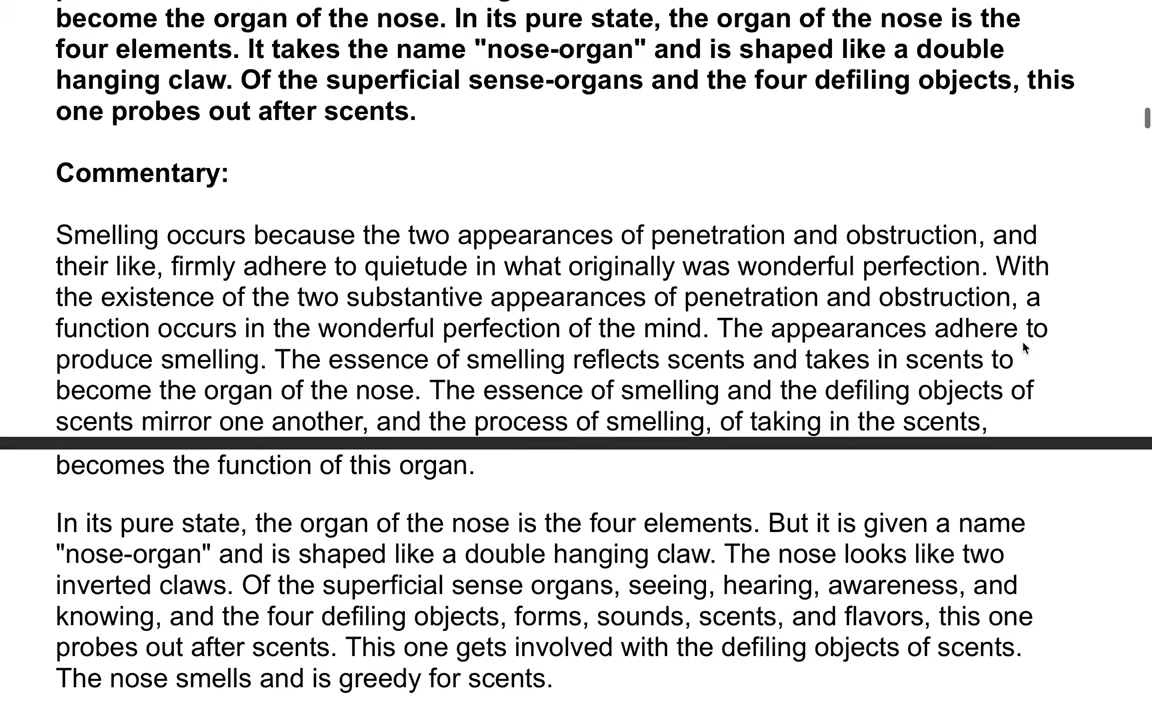 become the organ of the nose. In its pure state, the organ of the nose is the
four elements. It takes the name "nose-organ" and is shaped like a double
hanging claw. Of the superficial sense-organs and the four defiling objects, this
one probes out after scents.
Commentary:
Smelling occurs because the two appearances of penetration and obstruction, and
their like, firmly adhere to quietude in what originally was wonderful perfection. With
the existence of the two substantive appearances of penetration and obstruction, a
function occurs in the wonderful perfection of the mind. The appearances adhere to
produce smelling. The essence of smelling reflects scents and takes in scents to
become the organ of the nose. The essence of smelling and the defiling objects of
scents mirror one another, and the process of smelling, of taking in the scents,
becomes the function of this organ.
In its pure state, the organ of the nose is the four elements. But it is given a name
"nose-organ" and is shaped like a double hanging claw. The nose looks like two
inverted claws. Of the superficial sense organs, seeing, hearing, awareness, and
knowing, and the four defiling objects, forms, sounds, scents, and flavors, this one
probes out after scents. This one gets involved with the defiling objects of scents.
The nose smells and is greedy for scents.